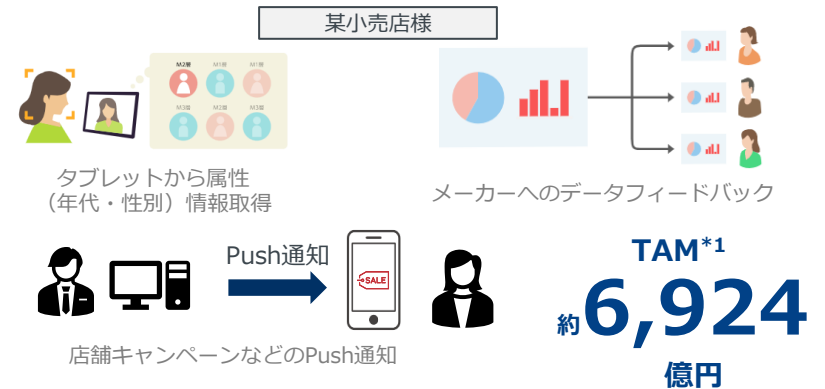 某小売店様
M2層 M1層 M1層
M3層 M2層 M3層
タブレットから属性
（年代・性別）情報取得
メーカーへのデータフィードバック
Push通知
SALE
店舗キャンペーンなどのPush通知
TAM*1
約6,924
億円